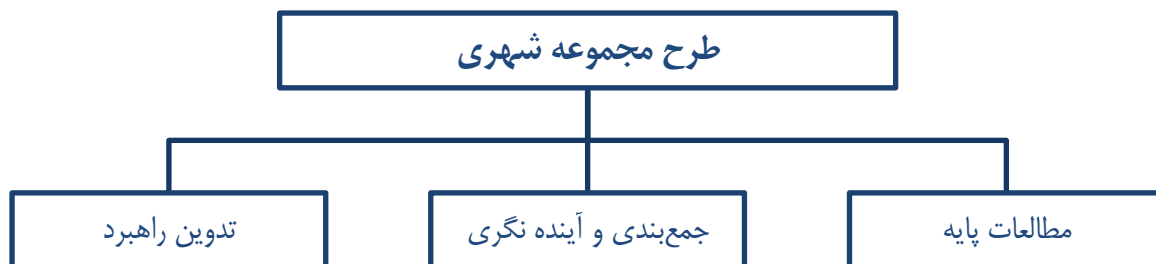 طرح مجموعه شهری
مطالعات پایه
جمع‌بندی و آینده نگری
تدوین راهبرد